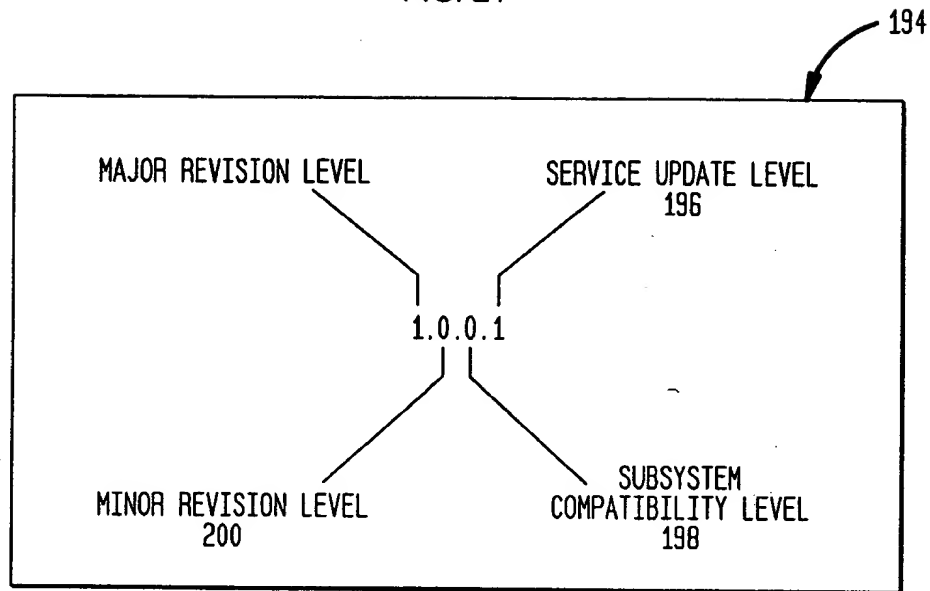 194
MAJOR REVISION LEVEL
SERVICE UPDATE LEVEL
196
1.0.0.1
MINOR REVISION LEVEL
200
SUBSYSTEM
COMPATIBILITY LEVEL
198